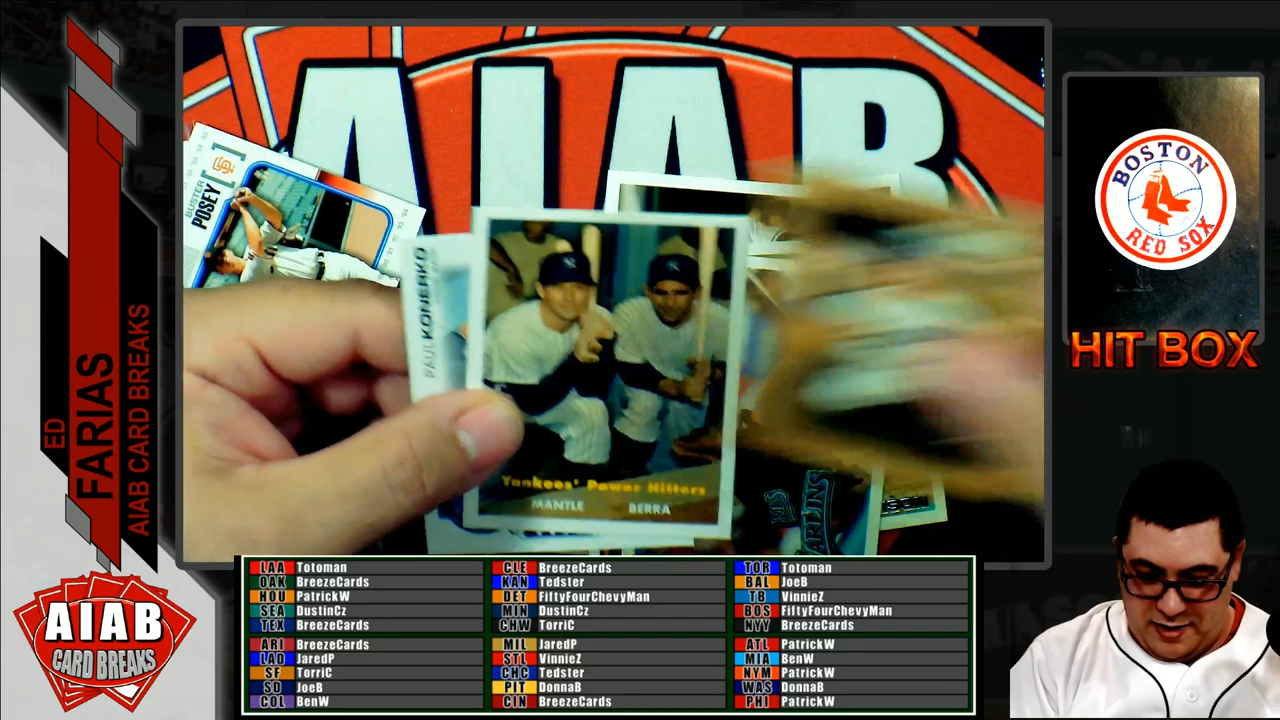 AIAB
BUSTER
POSEY
PAUL KONERKO
Yankees' Power Hitters
MANTLE BERRA
MARLINS
SON
BOSTON
RED SOX
HIT BOX
ED
FARIAS
AIAB CARD BREAKS
AIAB
CARD BREAKS
LAA Totoman
OAK BreezeCards
HOU PatrickW
SEA DustinCz
TEX BreezeCards
ARI BreezeCards
LAD JaredP
SF TorriC
SD JoeB
COL BenW
CLE BreezeCards
KAN Tedster
DET FiftyFourChevyMan
MIN DustinCz
CHW TorriC
MIL JaredP
STL VinnieZ
CHC Tedster
PIT DonnaB
CIN BreezeCards
TOR Totoman
BAL JoeB
TB VinnieZ
BOS FiftyFourChevyMan
NYY BreezeCards
ATL PatrickW
MIA BenW
NYM PatrickW
WAS DonnaB
PHI PatrickW